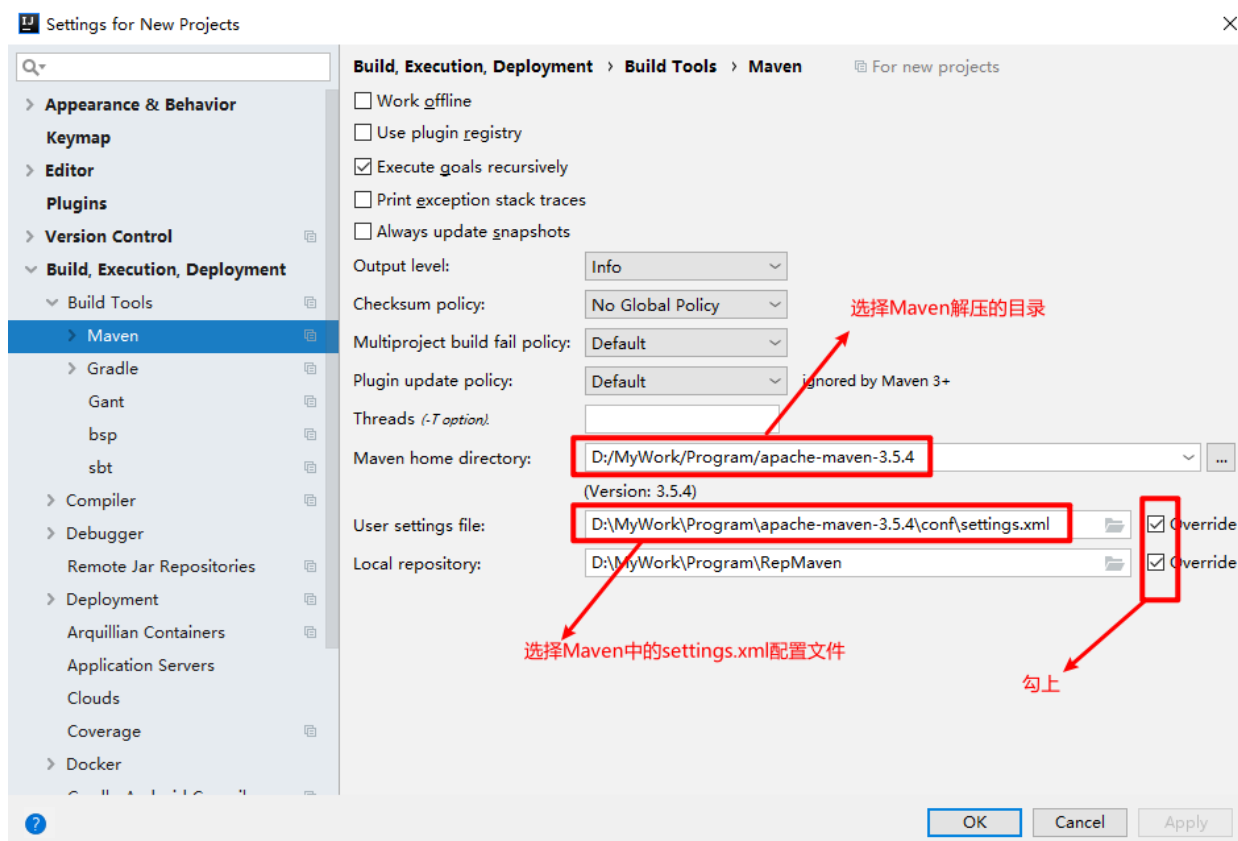 Settings for New Projects
Build, Execution, Deployment › Build Tools › Maven
For new projects
Appearance & Behavior
Keymap
Editor
Plugins
Version Control
Build, Execution, Deployment
Build Tools
Maven
Gradle
Gant
bsp
sbt
Compiler
Debugger
Remote Jar Repositories
Deployment
Arquillian Containers
Application Servers
Clouds
Coverage
Docker
Work offline
Use plugin registry
Execute goals recursively
Print exception stack traces
Always update snapshots
Output level: Info
Checksum policy: No Global Policy
选择Maven解压的目录
Multiproject build fail policy: Default
Plugin update policy: Default ignored by Maven 3+
Threads (-T option).
Maven home directory: D:/MyWork/Program/apache-maven-3.5.4 ...
(Version: 3.5.4)
User settings file: D:\MyWork\Program\apache-maven-3.5.4\conf\settings.xml Override
Local repository: D:\MyWork\Program\RepMaven Override
选择Maven中的settings.xml配置文件
勾上
? OK Cancel Apply